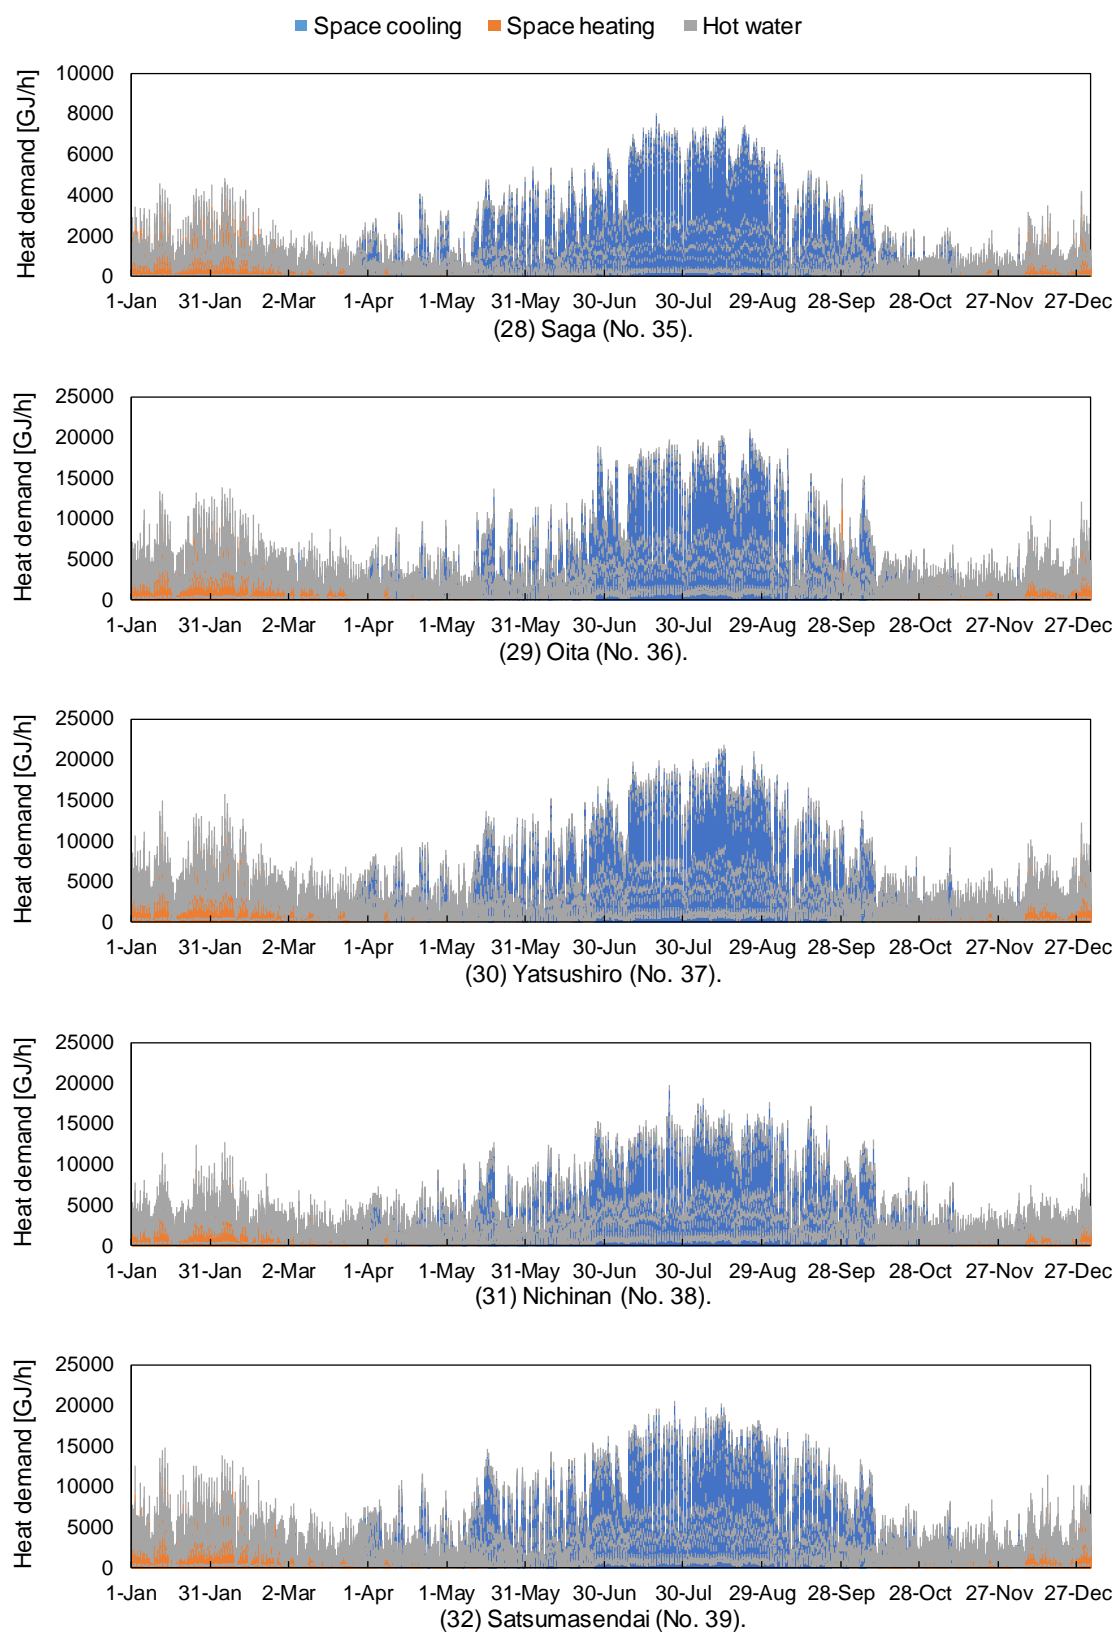 Space cooling Space heating Hot water
Heat demand [GJ/h]
10000
8000
6000
4000
2000
0
1-Jan 31-Jan 2-Mar 1-Apr 1-May 31-May 30-Jun 30-Jul 29-Aug 28-Sep 28-Oct 27-Nov 27-Dec
(28) Saga (No. 35).
Heat demand [GJ/h]
25000
20000
15000
10000
5000
0
1-Jan 31-Jan 2-Mar 1-Apr 1-May 31-May 30-Jun 30-Jul 29-Aug 28-Sep 28-Oct 27-Nov 27-Dec
(29) Oita (No. 36).
Heat demand [GJ/h]
25000
20000
15000
10000
5000
0
1-Jan 31-Jan 2-Mar 1-Apr 1-May 31-May 30-Jun 30-Jul 29-Aug 28-Sep 28-Oct 27-Nov 27-Dec
(30) Yatsushiro (No. 37).
Heat demand [GJ/h]
25000
20000
15000
10000
5000
0
1-Jan 31-Jan 2-Mar 1-Apr 1-May 31-May 30-Jun 30-Jul 29-Aug 28-Sep 28-Oct 27-Nov 27-Dec
(31) Nichinan (No. 38).
Heat demand [GJ/h]
25000
20000
15000
10000
5000
0
1-Jan 31-Jan 2-Mar 1-Apr 1-May 31-May 30-Jun 30-Jul 29-Aug 28-Sep 28-Oct 27-Nov 27-Dec
(32) Satsumasendai (No. 39).